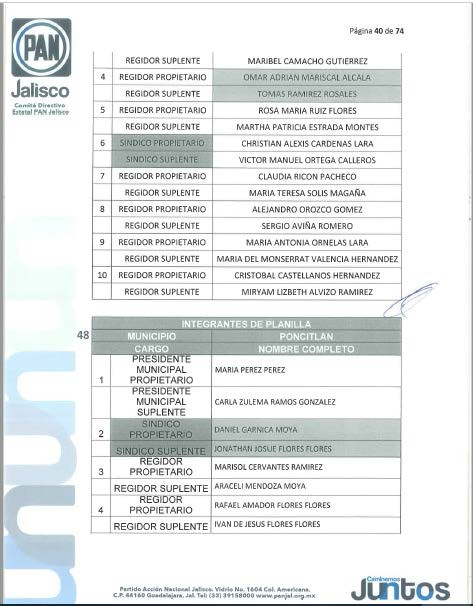 Página 40 de 74
PAN
Jalisco
Comité Directivo
Estatal PAN Jalisco
REGIDOR SUPLENTE MARIBEL CAMACHO GUTIERREZ
4 REGIDOR PROPIETARIO OMAR ADRIAN MARISCAL ALCALA
REGIDOR SUPLENTE TOMAS RAMIREZ ROSALES
5 REGIDOR PROPIETARIO ROSA MARIA RUIZ FLORES
REGIDOR SUPLENTE MARTHA PATRICIA ESTRADA MONTES
6 SINDICO PROPIETARIO CHRISTIAN ALEXIS CARDENAS LARA
SINDICO SUPLENTE VICTOR MANUEL ORTEGA CALLEROS
7 REGIDOR PROPIETARIO CLAUDIA RICON PACHECO
REGIDOR SUPLENTE MARIA TERESA SOLIS MAGAÑA
8 REGIDOR PROPIETARIO ALEJANDRO OROZCO GOMEZ
REGIDOR SUPLENTE SERGIO AVIÑA ROMERO
9 REGIDOR PROPIETARIO MARIA ANTONIA ORNELAS LARA
REGIDOR SUPLENTE MARIA DEL MONSERRAT VALENCIA HERNANDEZ
10 REGIDOR PROPIETARIO CRISTOBAL CASTELLANOS HERNANDEZ
REGIDOR SUPLENTE MIRYAM LIZBETH ALVIZO RAMIREZ
INTEGRANTES DE PLANILLA
48 MUNICIPIO PONCITLAN
CARGO NOMBRE COMPLETO
PRESIDENTE
MUNICIPAL
PROPIETARIO
1 MARIA PEREZ PEREZ
PRESIDENTE
MUNICIPAL
SUPLENTE
CARLA ZULEMA RAMOS GONZALEZ
2 SINDICO
PROPIETARIO
DANIEL GARNICA MOYA
SINDICO SUPLENTE JONATHAN JOSUE FLORES FLORES
3 REGIDOR
PROPIETARIO
MARISOL CERVANTES RAMIREZ
REGIDOR SUPLENTE ARACELI MENDOZA MOYA
4 REGIDOR
PROPIETARIO
RAFAEL AMADOR FLORES FLORES
REGIDOR SUPLENTE IVAN DE JESUS FLORES FLORES
Partido Acción Nacional Jalisco. Vidrio No. 1604 Col. Americana.
C.P. 44160 Guadalajara, Jal. Tel: (33) 39158000 www.panjal.org.mx
Caminemos
Juntos